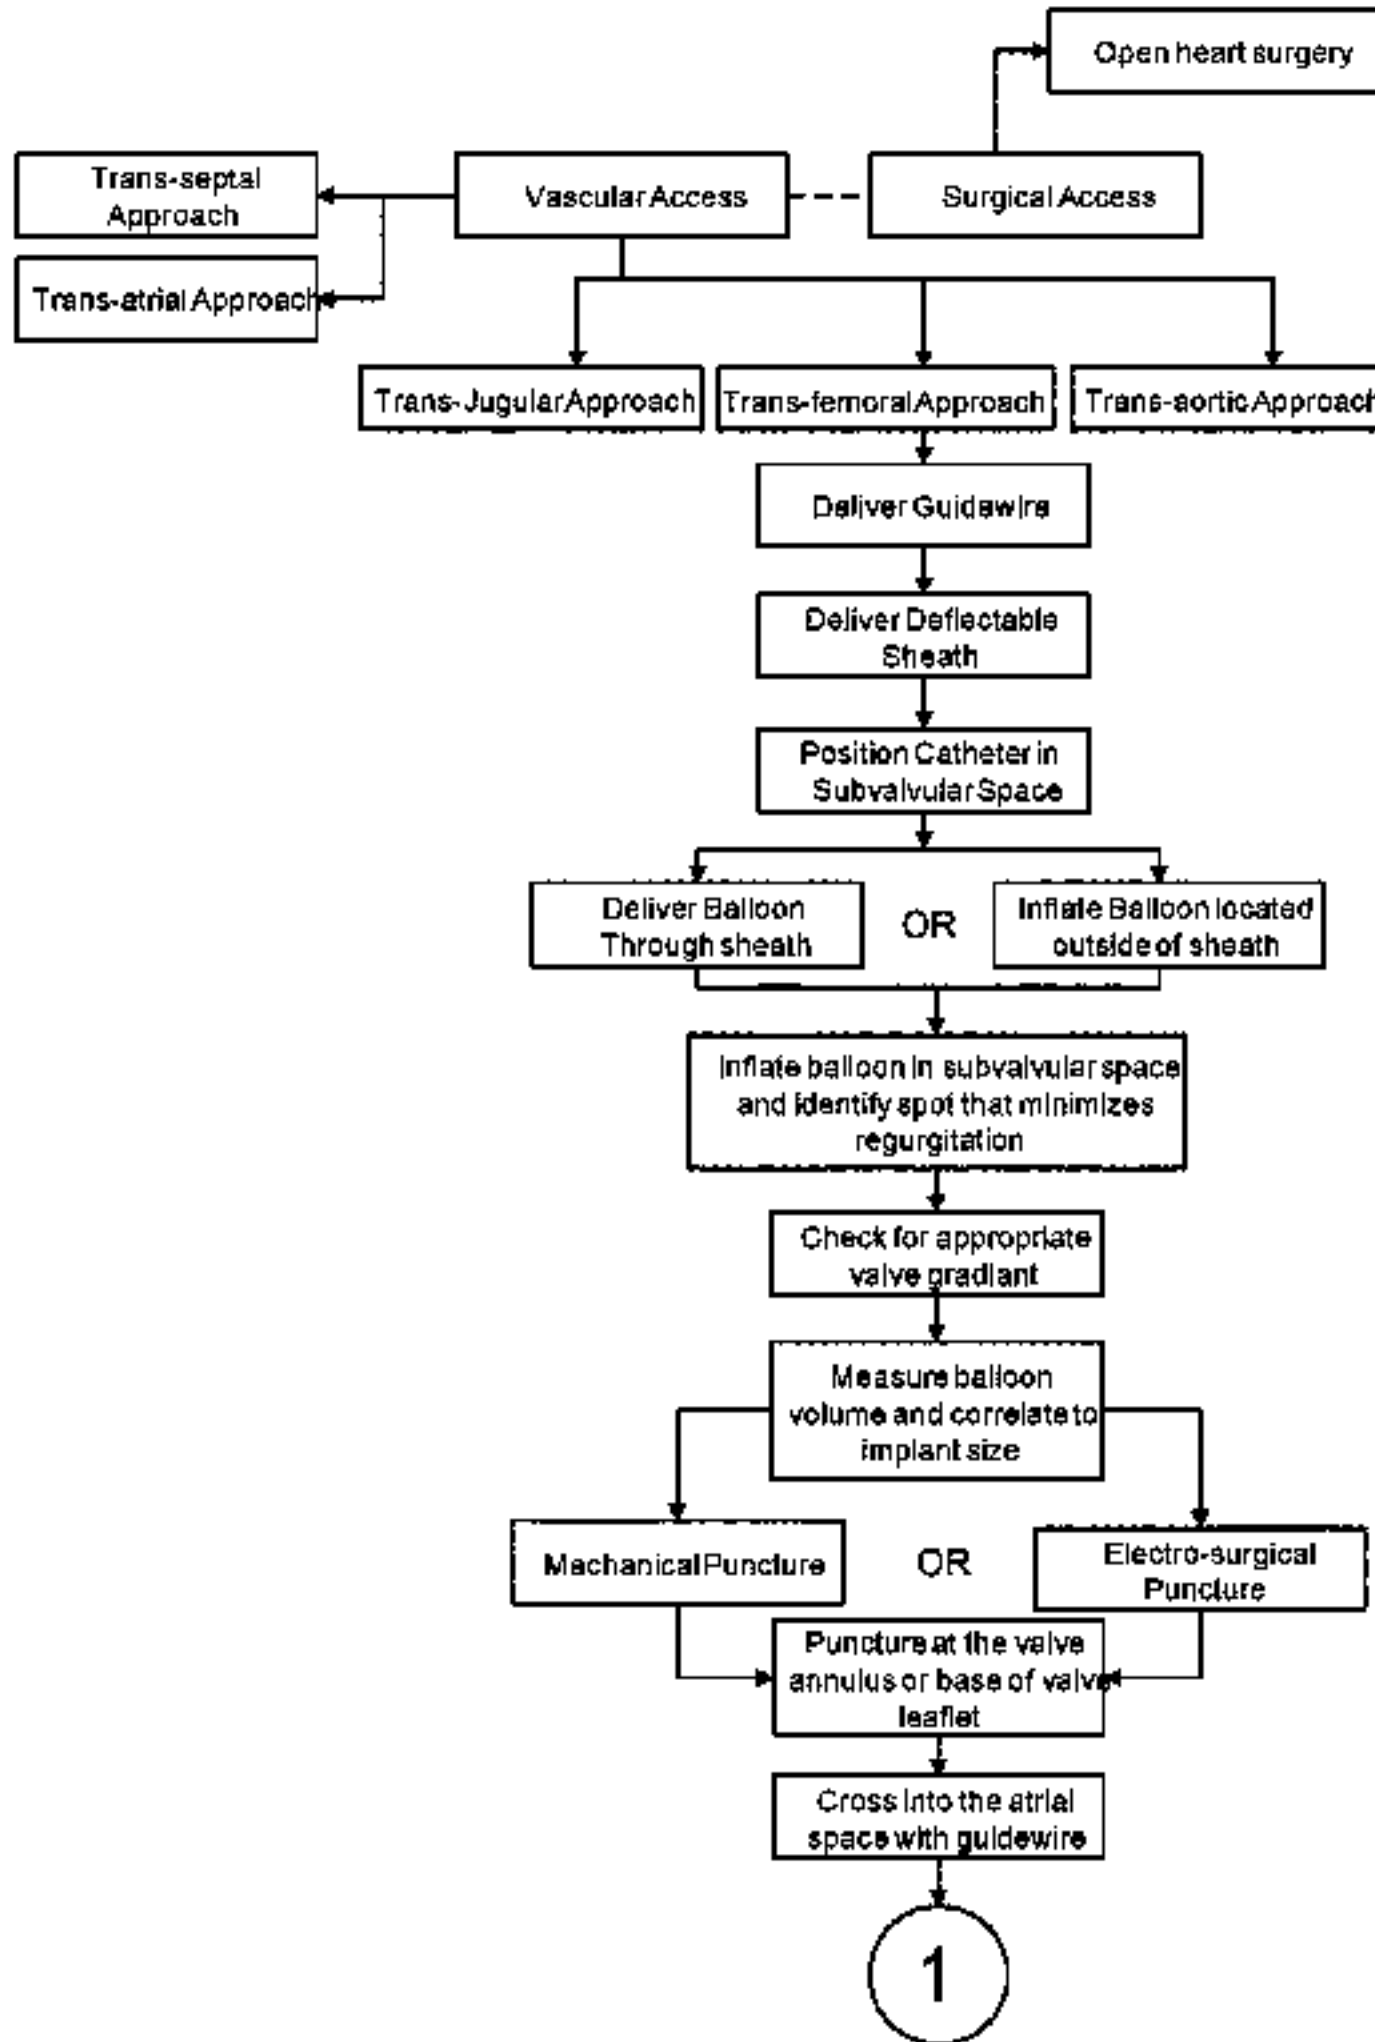 Open heart surgery
Trans-septal
Approach
Vascular Access
Surgical Access
Trans-atrial Approach
Trans-Jugular Approach
Trans-femoral Approach
Trans-aortic Approach
Deliver Guidewire
Deliver Deflectable
Sheath
Position Catheter in
Subvalvular Space
Deliver Balloon
Through sheath
OR
Inflate Balloon located
outside of sheath
Inflate balloon in subvalvular space
and identify spot that minimizes
regurgitation
Check for appropriate
valve gradiant
Measure balloon
volume and correlate to
implant size
Mechanical Puncture
OR
Electro-surgical
Puncture
Puncture at the valve
annulus or base of valve
leaflet
Cross into the atrial
space with guidewire
1